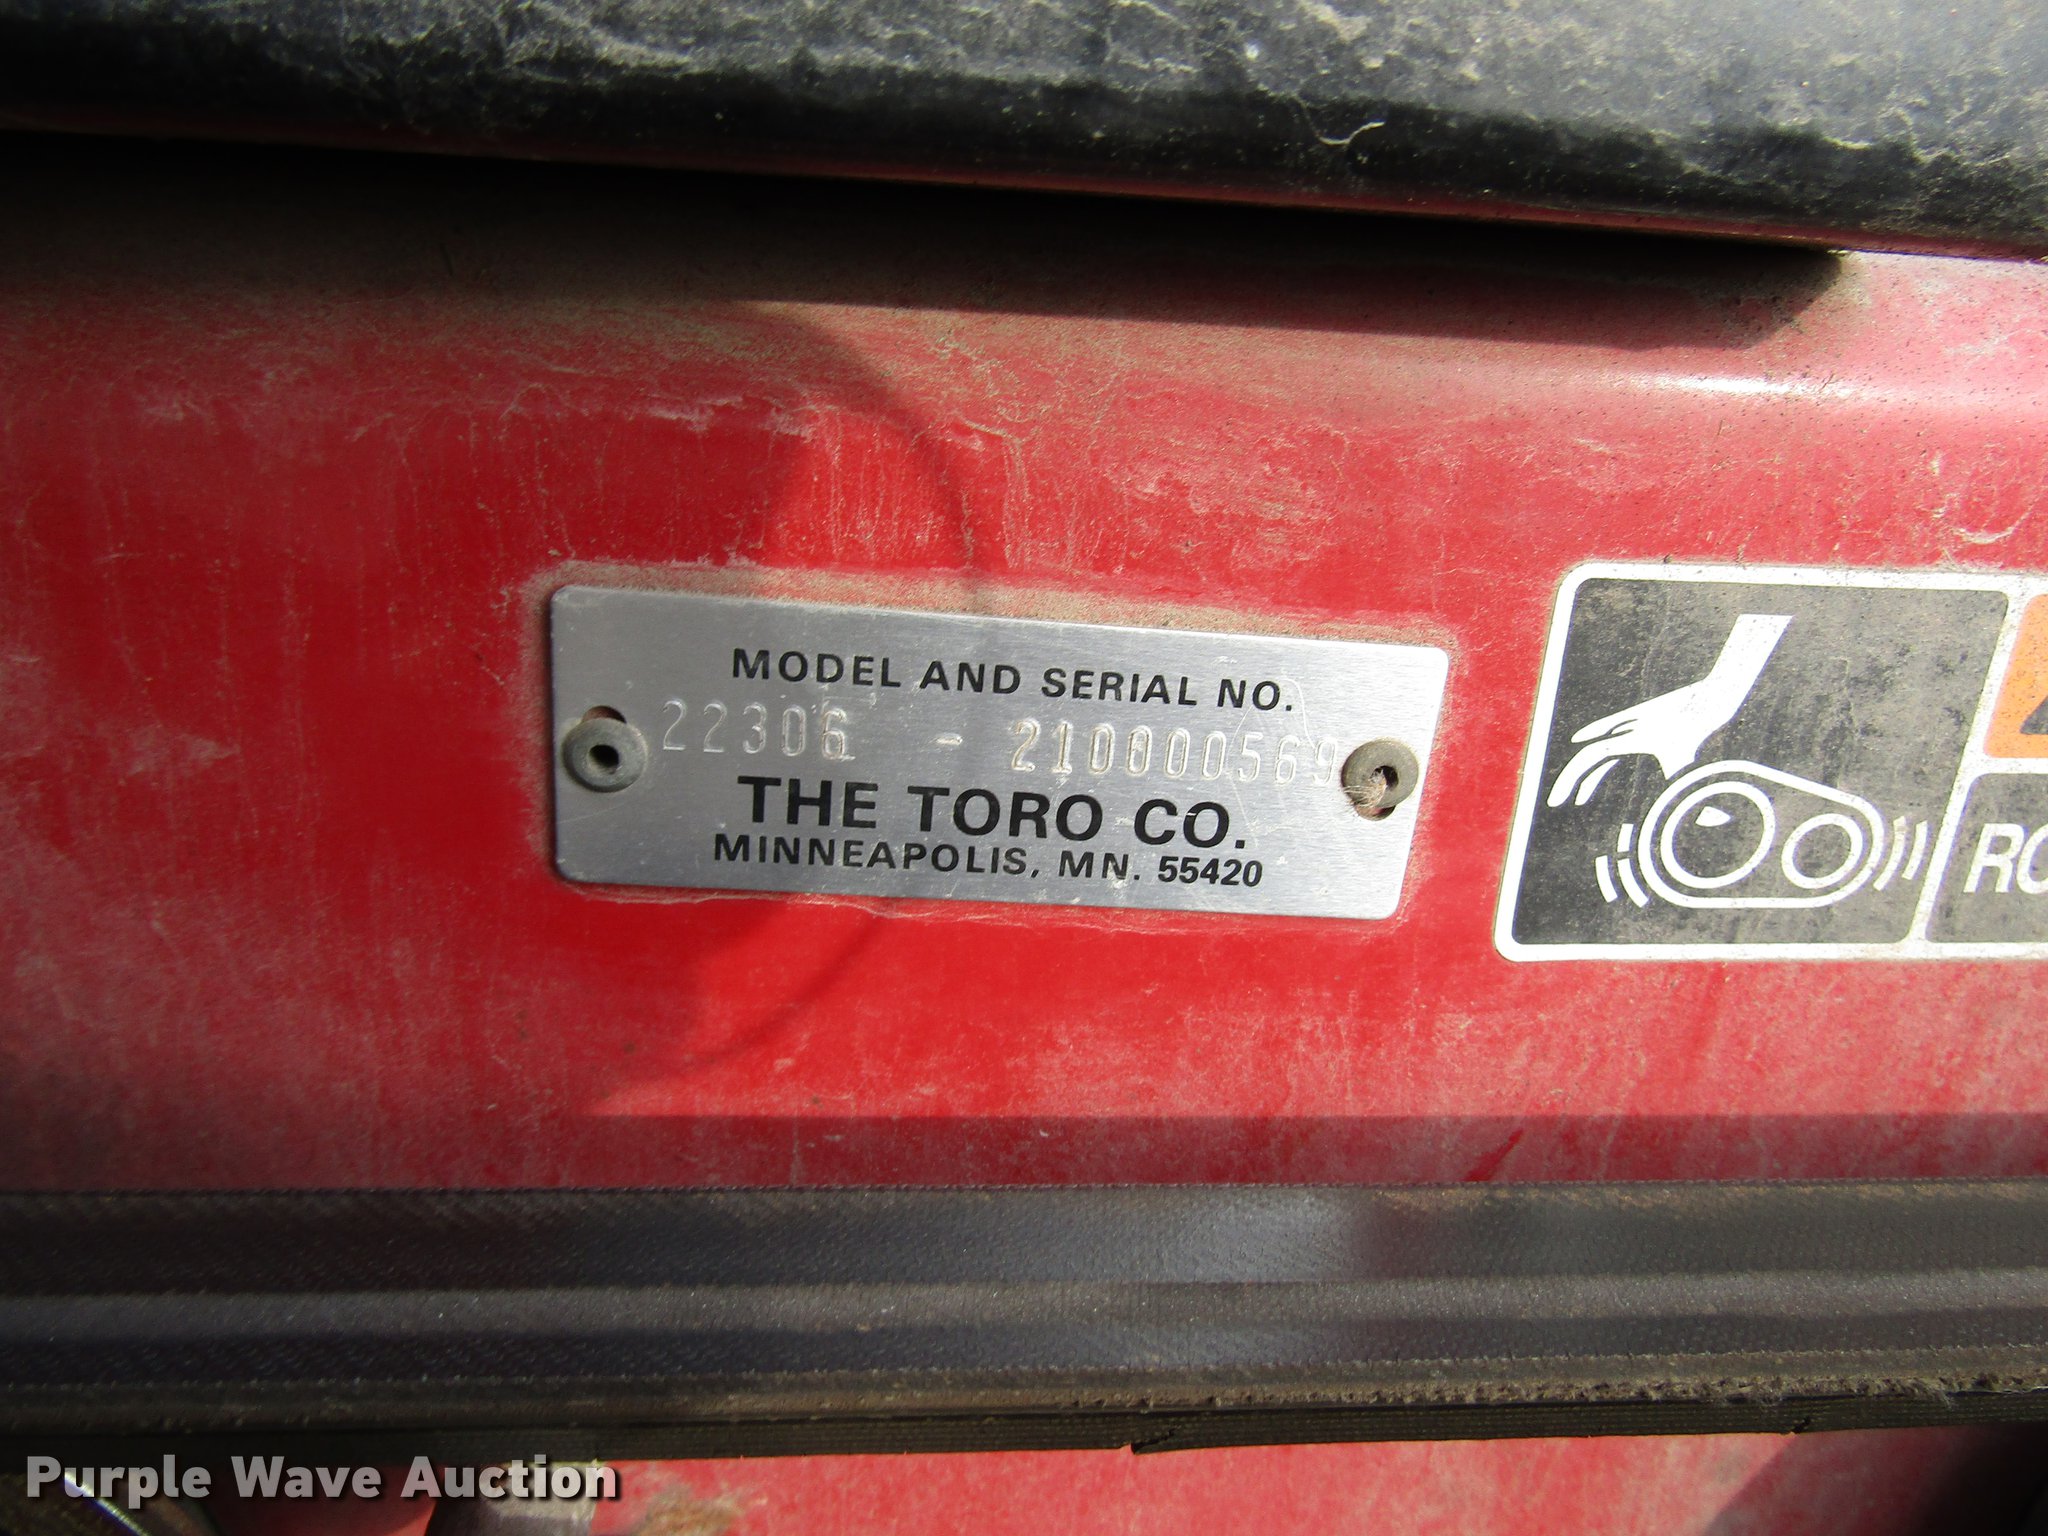 MODEL AND SERIAL NO.
22306 - 210000569
THE TORO CO.
MINNEAPOLIS, MN. 55420
RO
Purple Wave Auction